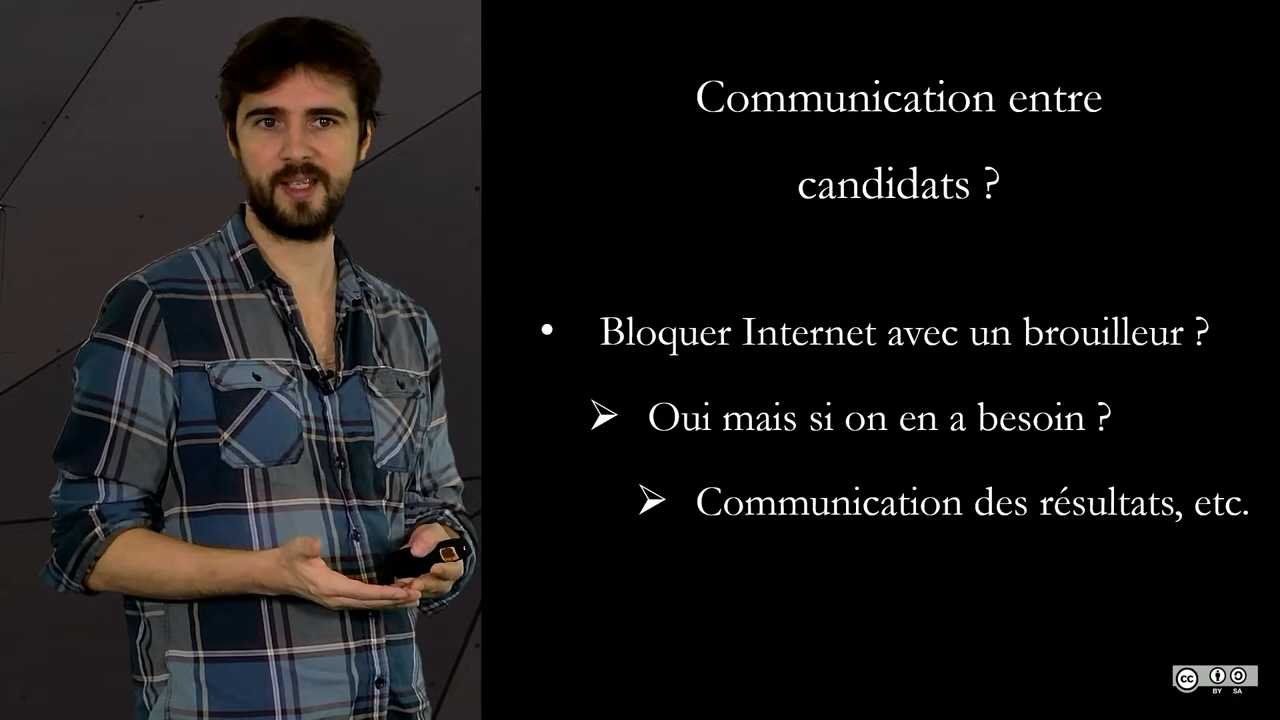 Communication entre
candidats ?
• Bloquer Internet avec un brouilleur ?
➢ Oui mais si on en a besoin ?
➢ Communication des résultats, etc.
cc
BY SA